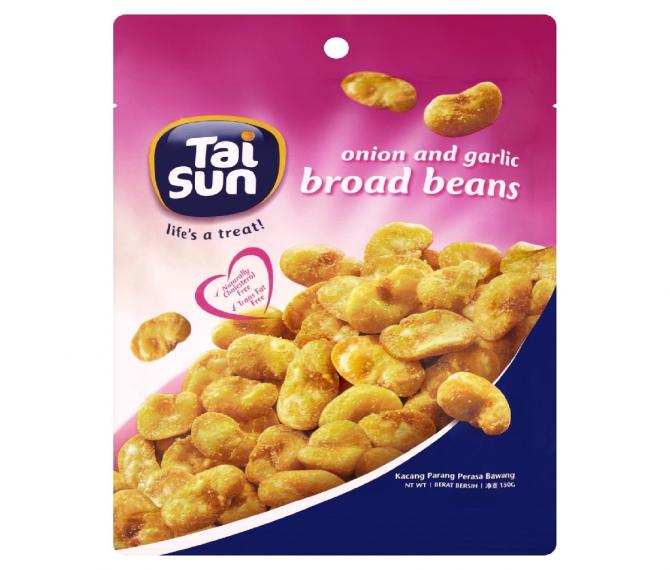 Tai
Sun
life's a treat!
onion and garlic
broad beans
✓ Naturally
Cholesterol
Free
✓ Trans Fat
Free
Kacang Parang Perasa Bawang
NT WT | BERAT BERSIH | 净重 150G